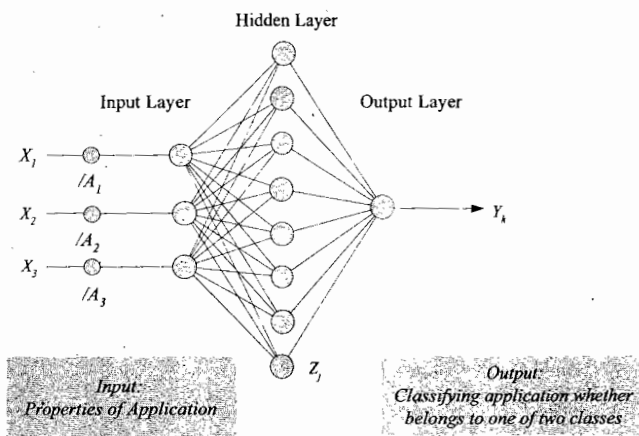 Hidden Layer
Input Layer
Output Layer
X1
/A1
X2
/A2
X3
/A3
Yk
Zj
Input:
Properties of Application
Output:
Classifying application whether
belongs to one of two classes